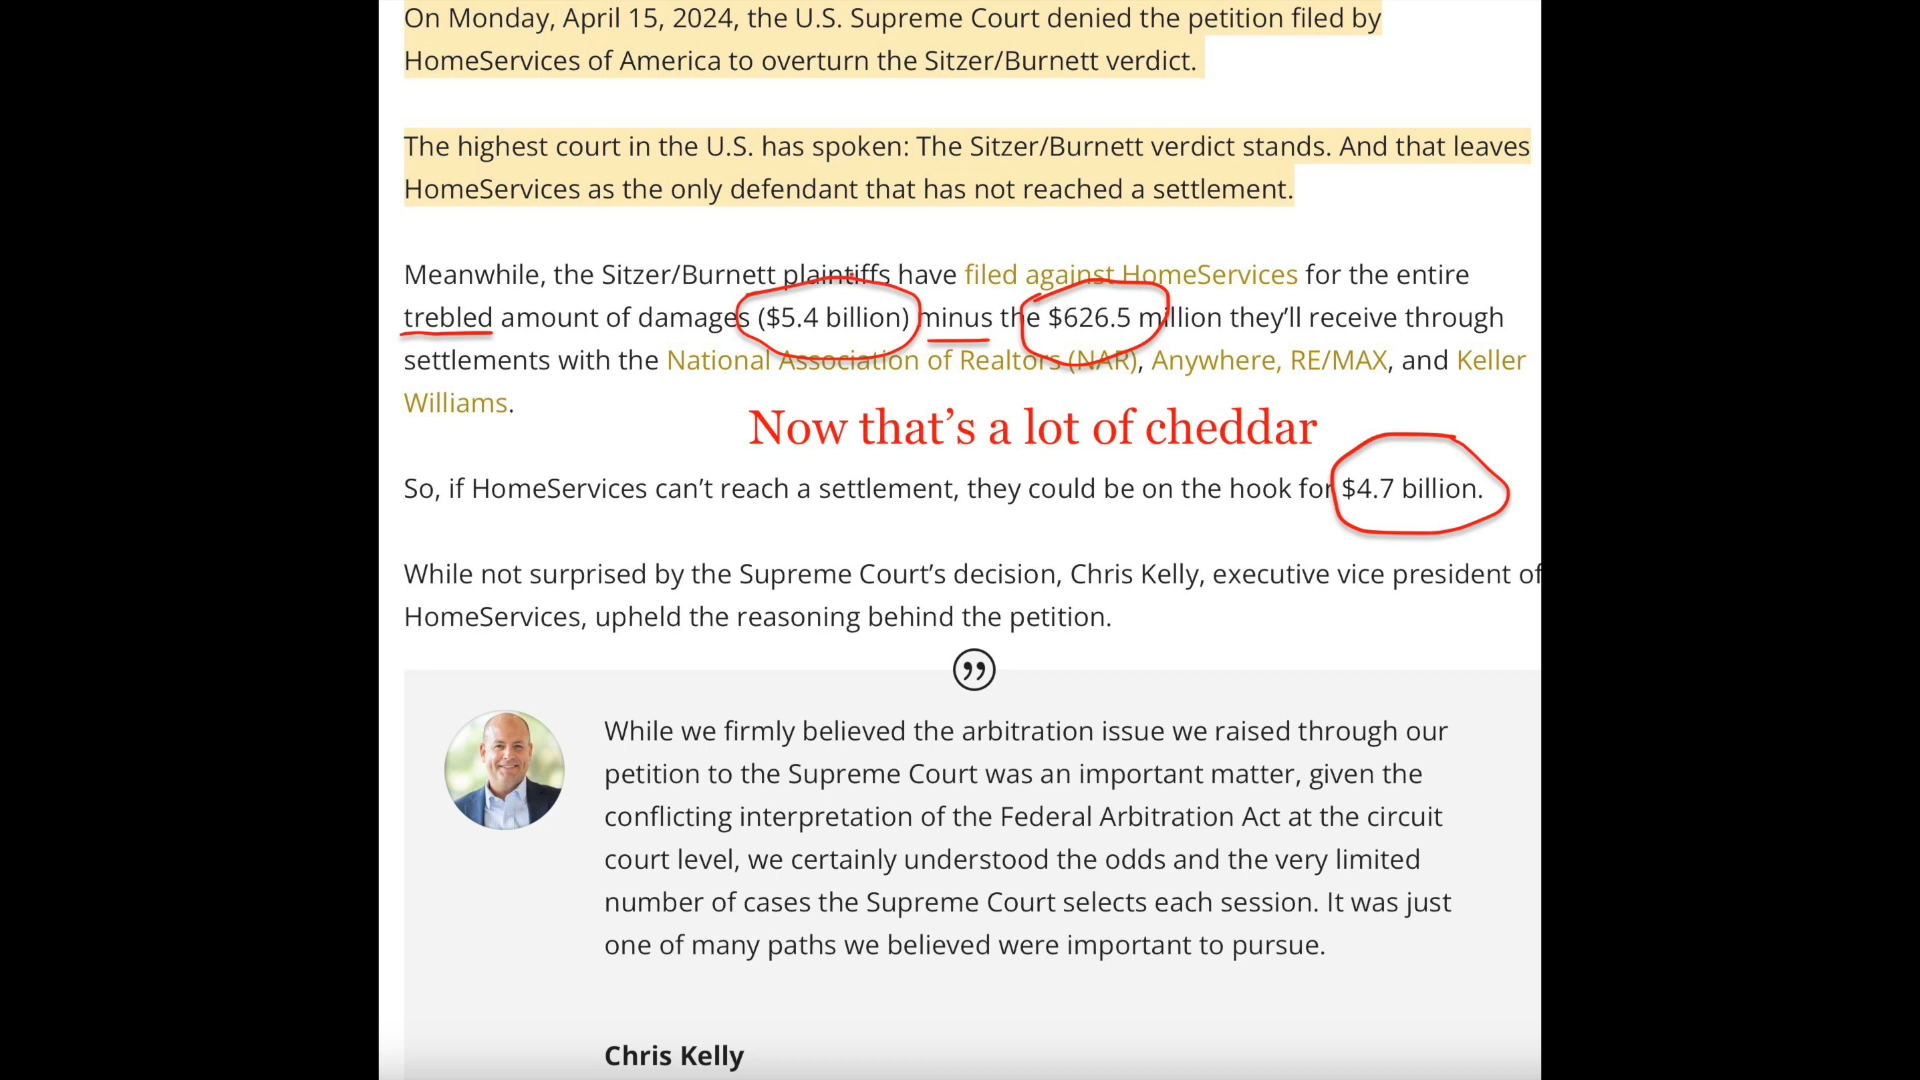 On Monday, April 15, 2024, the U.S. Supreme Court denied the petition filed by
HomeServices of America to overturn the Sitzer/Burnett verdict.
The highest court in the U.S. has spoken: The Sitzer/Burnett verdict stands. And that leaves
HomeServices as the only defendant that has not reached a settlement.
Meanwhile, the Sitzer/Burnett plaintiffs have filed against HomeServices for the entire
trebled amount of damages ($5.4 billion) minus the $626.5 million they’ll receive through
settlements with the National Association of Realtors (NAR), Anywhere, RE/MAX, and Keller
Williams.
Now that’s a lot of cheddar
So, if HomeServices can’t reach a settlement, they could be on the hook for $4.7 billion.
While not surprised by the Supreme Court’s decision, Chris Kelly, executive vice president of
HomeServices, upheld the reasoning behind the petition.
”
While we firmly believed the arbitration issue we raised through our
petition to the Supreme Court was an important matter, given the
conflicting interpretation of the Federal Arbitration Act at the circuit
court level, we certainly understood the odds and the very limited
number of cases the Supreme Court selects each session. It was just
one of many paths we believed were important to pursue.
Chris Kelly